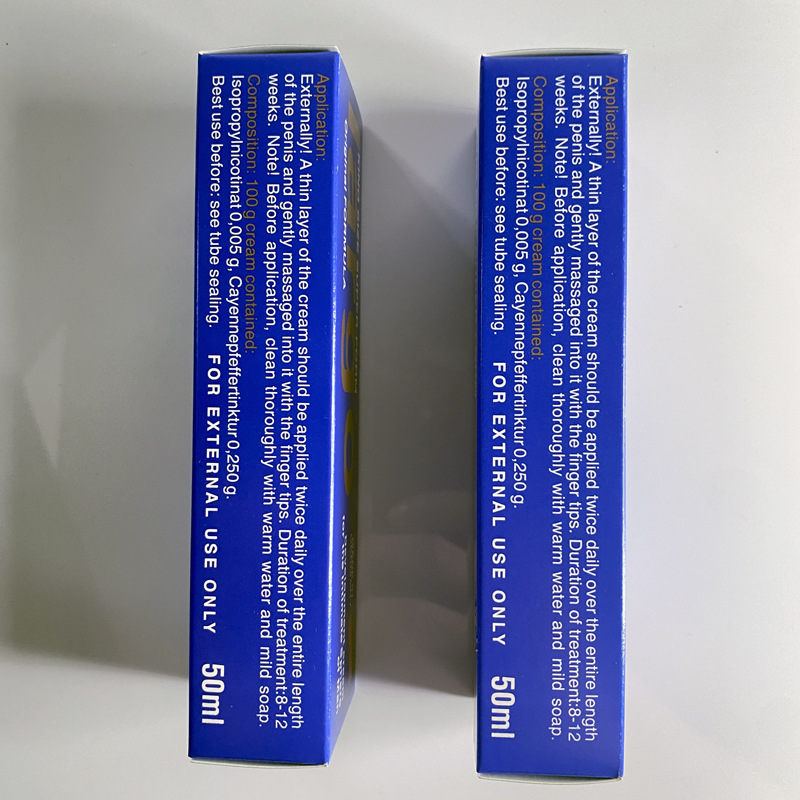 Application:
Externally! A thin layer of the cream should be applied twice daily over the entire length
of the penis and gently massaged into it with the finger tips. Duration of treatment:8-12
weeks. Note! Before application, clean thoroughly with warm water and mild soap.
Composition: 100 g cream contained:
Isopropylnicotinat 0,005 g, Cayennepfeffertinktur 0,250 g.
Best use before: see tube sealing. FOR EXTERNAL USE ONLY 50ml
FORMULA
Application:
Externally! A thin layer of the cream should be applied twice daily over the entire length
of the penis and gently massaged into it with the finger tips. Duration of treatment:8-12
weeks. Note! Before application, clean thoroughly with warm water and mild soap.
Composition: 100 g cream contained:
Isopropylnicotinat 0,005 g, Cayennepfeffertinktur 0,250 g.
Best use before: see tube sealing. FOR EXTERNAL USE ONLY 50ml